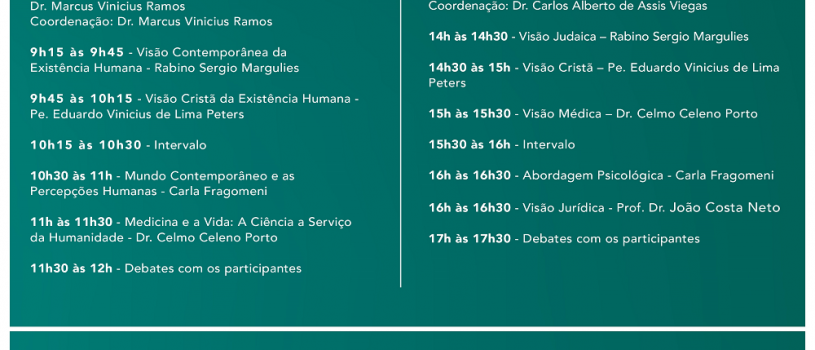 Dr. Marcus Vinicius Ramos
Coordenação: Dr. Marcus Vinicius Ramos
9h15 às 9h45 - Visão Contemporânea da
Existência Humana - Rabino Sergio Margulies
9h45 às 10h15 - Visão Cristã da Existência Humana -
Pe. Eduardo Vinicius de Lima Peters
10h15 às 10h30 - Intervalo
10h30 às 11h - Mundo Contemporâneo e as
Percepções Humanas - Carla Fragomeni
11h às 11h30 - Medicina e a Vida: A Ciência a Serviço
da Humanidade - Dr. Celmo Celeno Porto
11h30 às 12h - Debates com os participantes
Coordenação: Dr. Carlos Alberto de Assis Viegas
14h às 14h30 - Visão Judaica – Rabino Sergio Margulies
14h30 às 15h - Visão Cristã – Pe. Eduardo Vinicius de Lima
Peters
15h às 15h30 - Visão Médica – Dr. Celmo Celeno Porto
15h30 às 16h - Intervalo
16h às 16h30 - Abordagem Psicológica - Carla Fragomeni
16h às 16h30 - Visão Jurídica - Prof. Dr. João Costa Neto
17h às 17h30 - Debates com os participantes